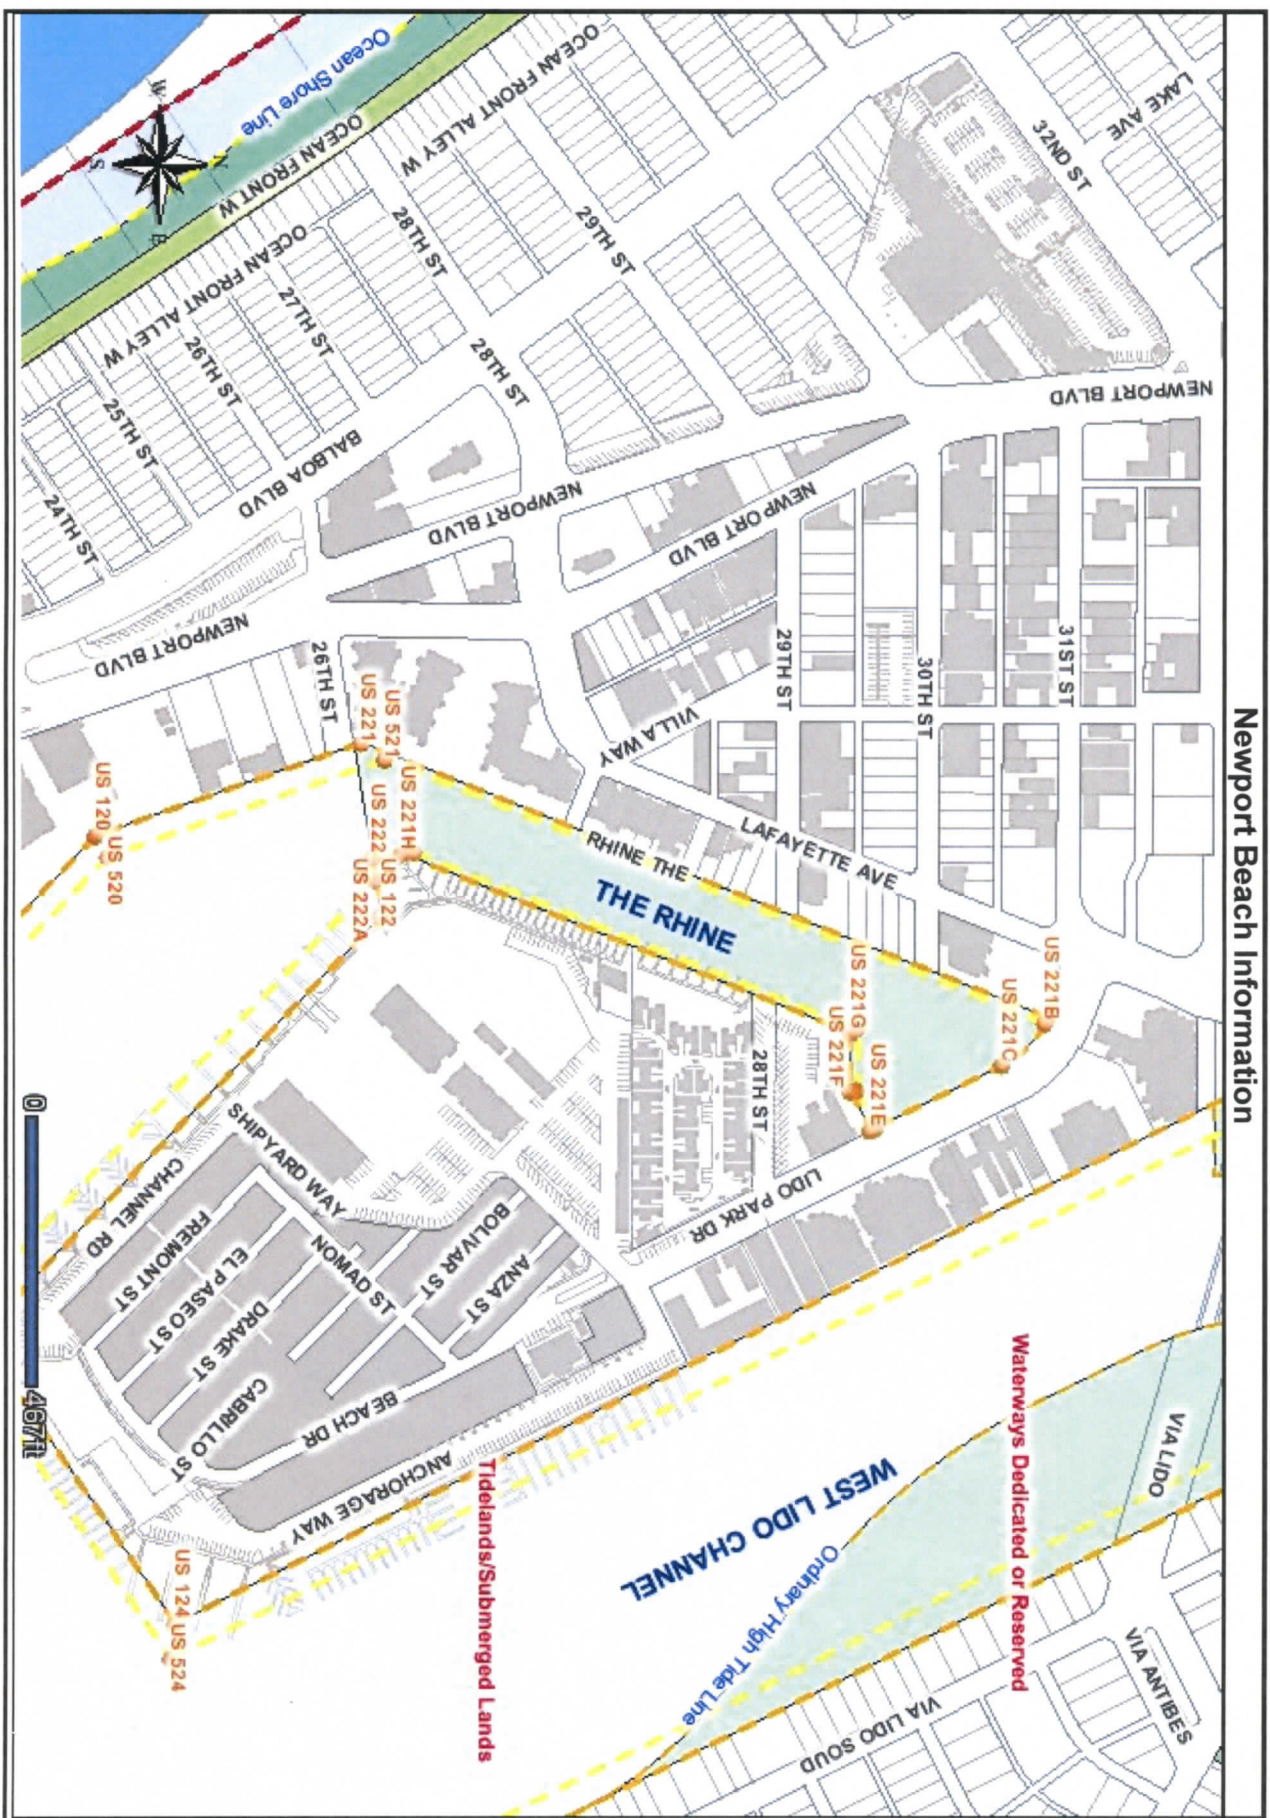 Newport Beach Information
LAKE AVE
32ND ST
NEWPORT BLVD
OCEAN FRONT ALLEY W
Ocean Shore Line
OCEAN FRONT W
OCEAN FRONT ALLEY W
W
N
S
E
29TH ST
28TH ST
27TH ST
26TH ST
25TH ST
24TH ST
28TH ST
BALBOA BLVD
NEWPORT BLVD
NEWPORT BLVD
NEWPORT BLVD
26TH ST
29TH ST
30TH ST
31ST ST
VILLA WAY
LAFAYETTE AVE
RHINE THE
THE RHINE
US 221
US 521
US 221H
US 222
US 122
US 222A
US 120
US 520
US 221B
US 221C
US 221G
US 221F
US 221E
28TH ST
LIDO PARK DR
SHIPYARD WAY
CHANNEL RD
FREMONT ST
EL PASEO ST
DRAKE ST
CABRILLO ST
NOMAD ST
BOLIVAR ST
ANZA ST
BEACH DR
ANCHORAGE WAY
US 124
US 524
Tidelands/Submerged Lands
WEST LIDO CHANNEL
Waterways Dedicated or Reserved
Ordinary High Tide Line
VIA LIDO
VIA ANTIBES
VIA LIDO SOUD
0
467ft